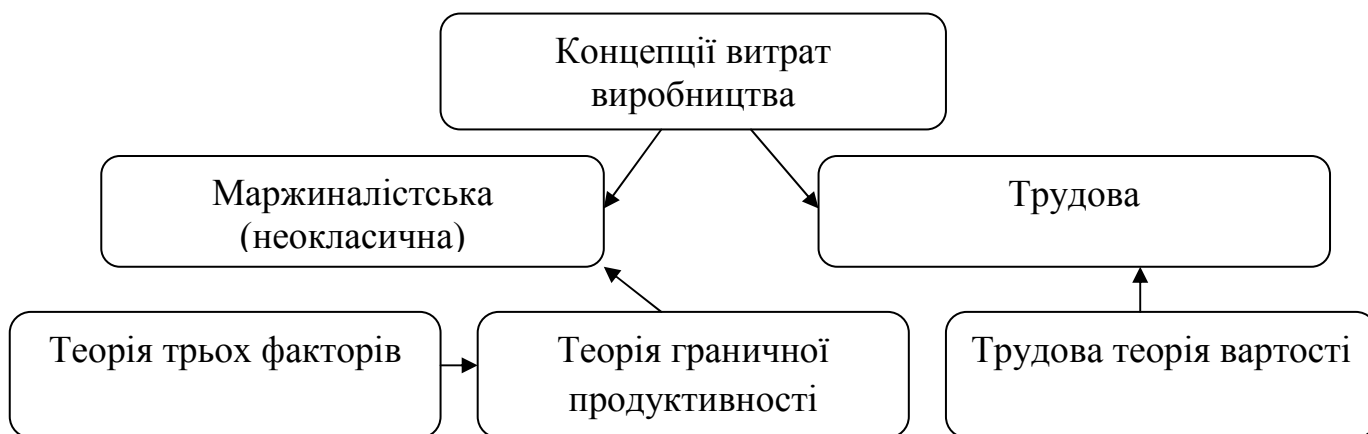 Концепції витрат
виробництва
Маржиналістська
(неокласична)
Трудова
Теорія трьох факторів
Теорія граничної
продуктивності
Трудова теорія вартості